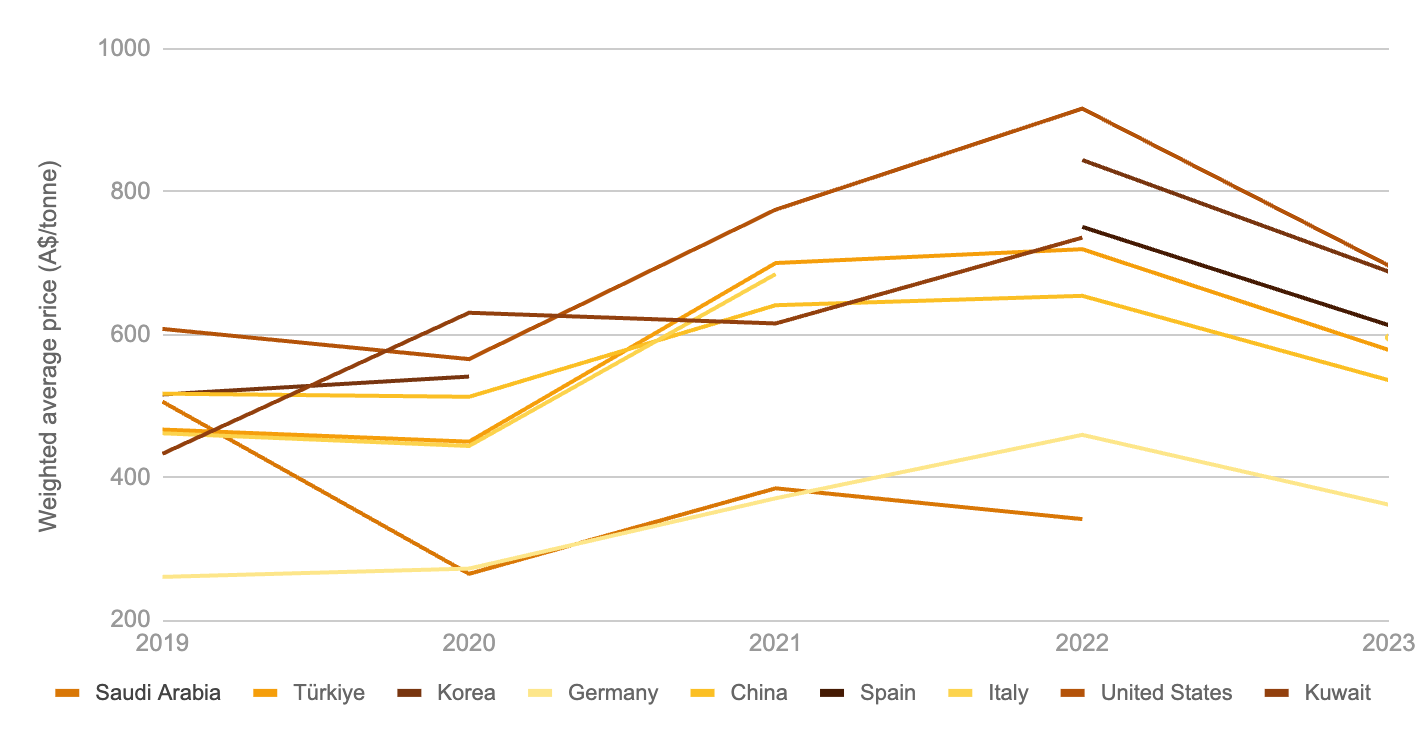 1000
800
600
400
200
Weighted average price (A$/tonne)
2019 2020 2021 2022 2023
Saudi Arabia Türkiye Korea Germany China Spain Italy United States Kuwait